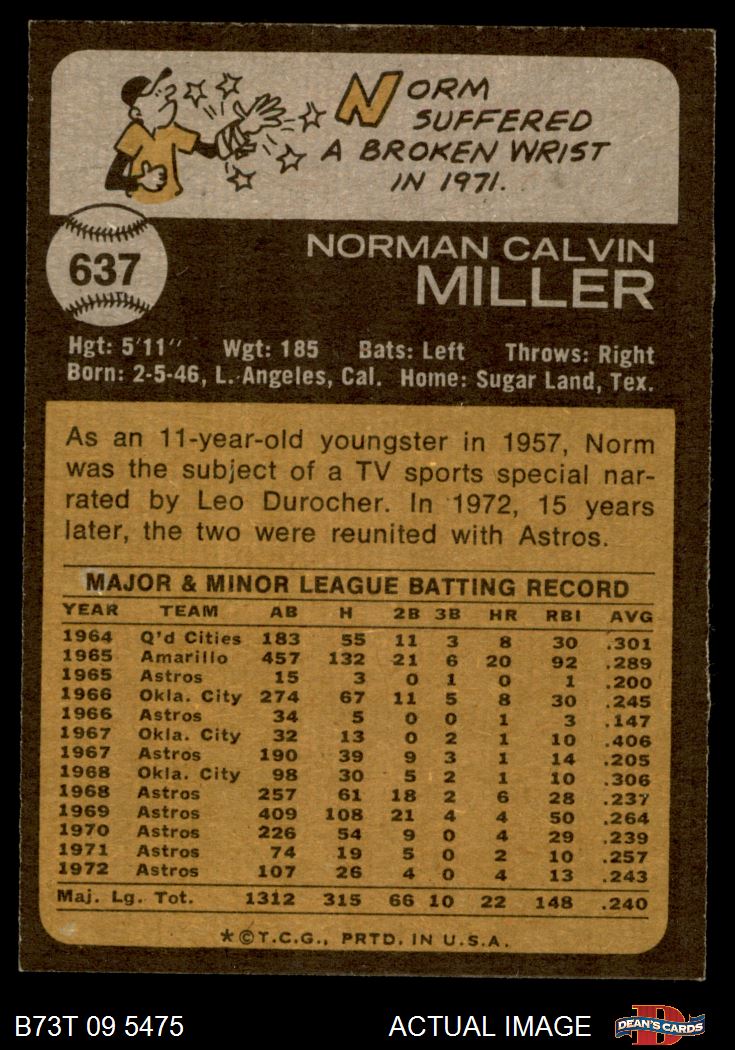 NORM
SUFFERED
A BROKEN WRIST
IN 1971.
637
NORMAN CALVIN
MILLER
Hgt: 5'11" Wgt: 185 Bats: Left Throws: Right
Born: 2-5-46, L. Angeles, Cal. Home: Sugar Land, Tex.
As an 11-year-old youngster in 1957, Norm
was the subject of a TV sports special nar-
rated by Leo Durocher. In 1972, 15 years
later, the two were reunited with Astros.
MAJOR & MINOR LEAGUE BATTING RECORD
YEAR TEAM AB H 2B 3B HR RBI AVG
1964 Q'd Cities 183 55 11 3 8 30 .301
1965 Amarillo 457 132 21 6 20 92 .289
1965 Astros 15 3 0 1 0 1 .200
1966 Okla. City 274 67 11 5 8 30 .245
1966 Astros 34 5 0 0 1 3 .147
1967 Okla. City 32 13 0 2 1 10 .406
1967 Astros 190 39 9 3 1 14 .205
1968 Okla. City 98 30 5 2 1 10 .306
1968 Astros 257 61 18 2 6 28 .237
1969 Astros 409 108 21 4 4 50 .264
1970 Astros 226 54 9 0 4 29 .239
1971 Astros 74 19 5 0 2 10 .257
1972 Astros 107 26 4 0 4 13 .243
Maj. Lg. Tot. 1312 315 66 10 22 148 .240
*©T.C.G., PRTD. IN U.S.A.
B73T 09 5475 ACTUAL IMAGE DEAN'S CARDS